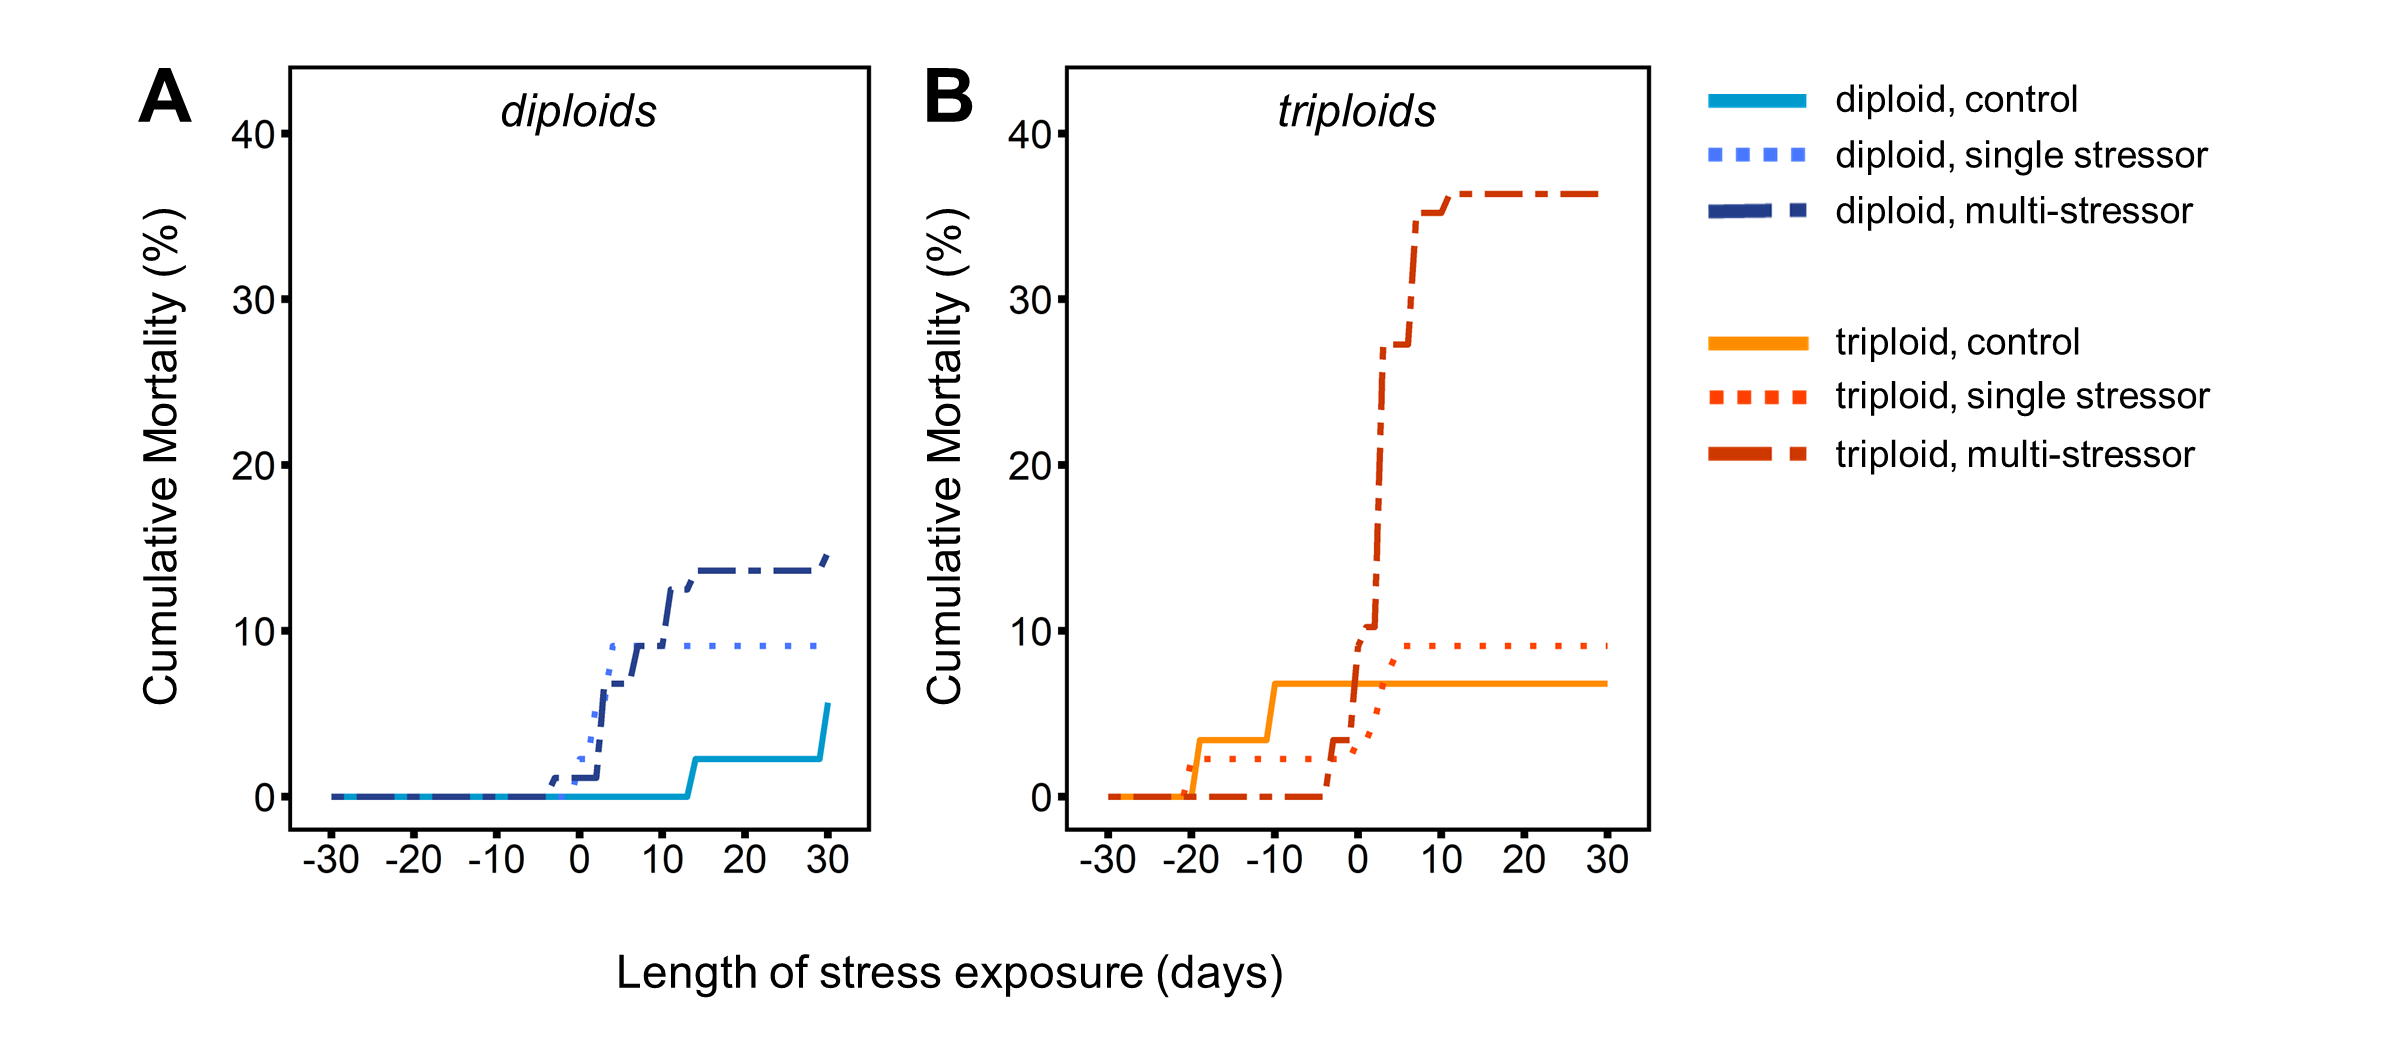 A
diploids
Cumulative Mortality (%)
40
30
20
10
0
-30 -20 -10 0 10 20 30
B
triploids
Cumulative Mortality (%)
40
30
20
10
0
-30 -20 -10 0 10 20 30
Length of stress exposure (days)
diploid, control
diploid, single stressor
diploid, multi-stressor
triploid, control
triploid, single stressor
triploid, multi-stressor